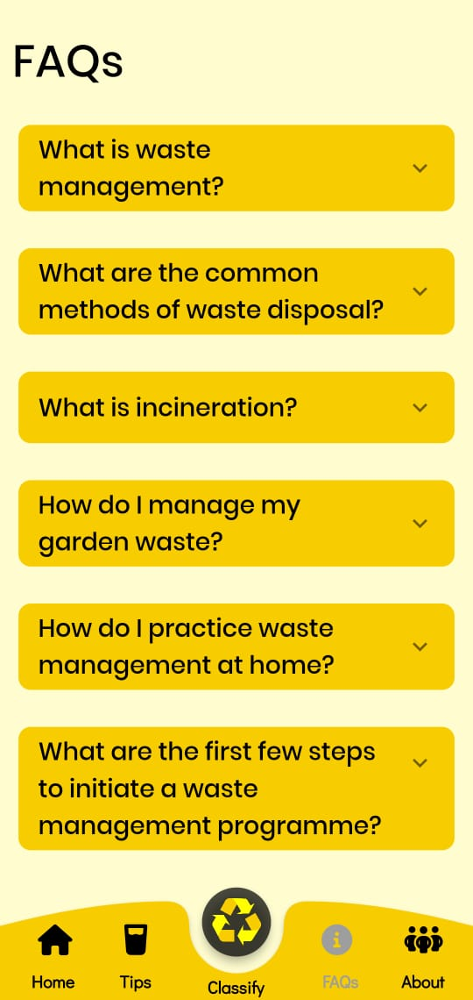 FAQs
What is waste
management?
What are the common
methods of waste disposal?
What is incineration?
How do I manage my
garden waste?
How do I practice waste
management at home?
What are the first few steps
to initiate a waste
management programme?
Home
Tips
Classify
FAQs
About